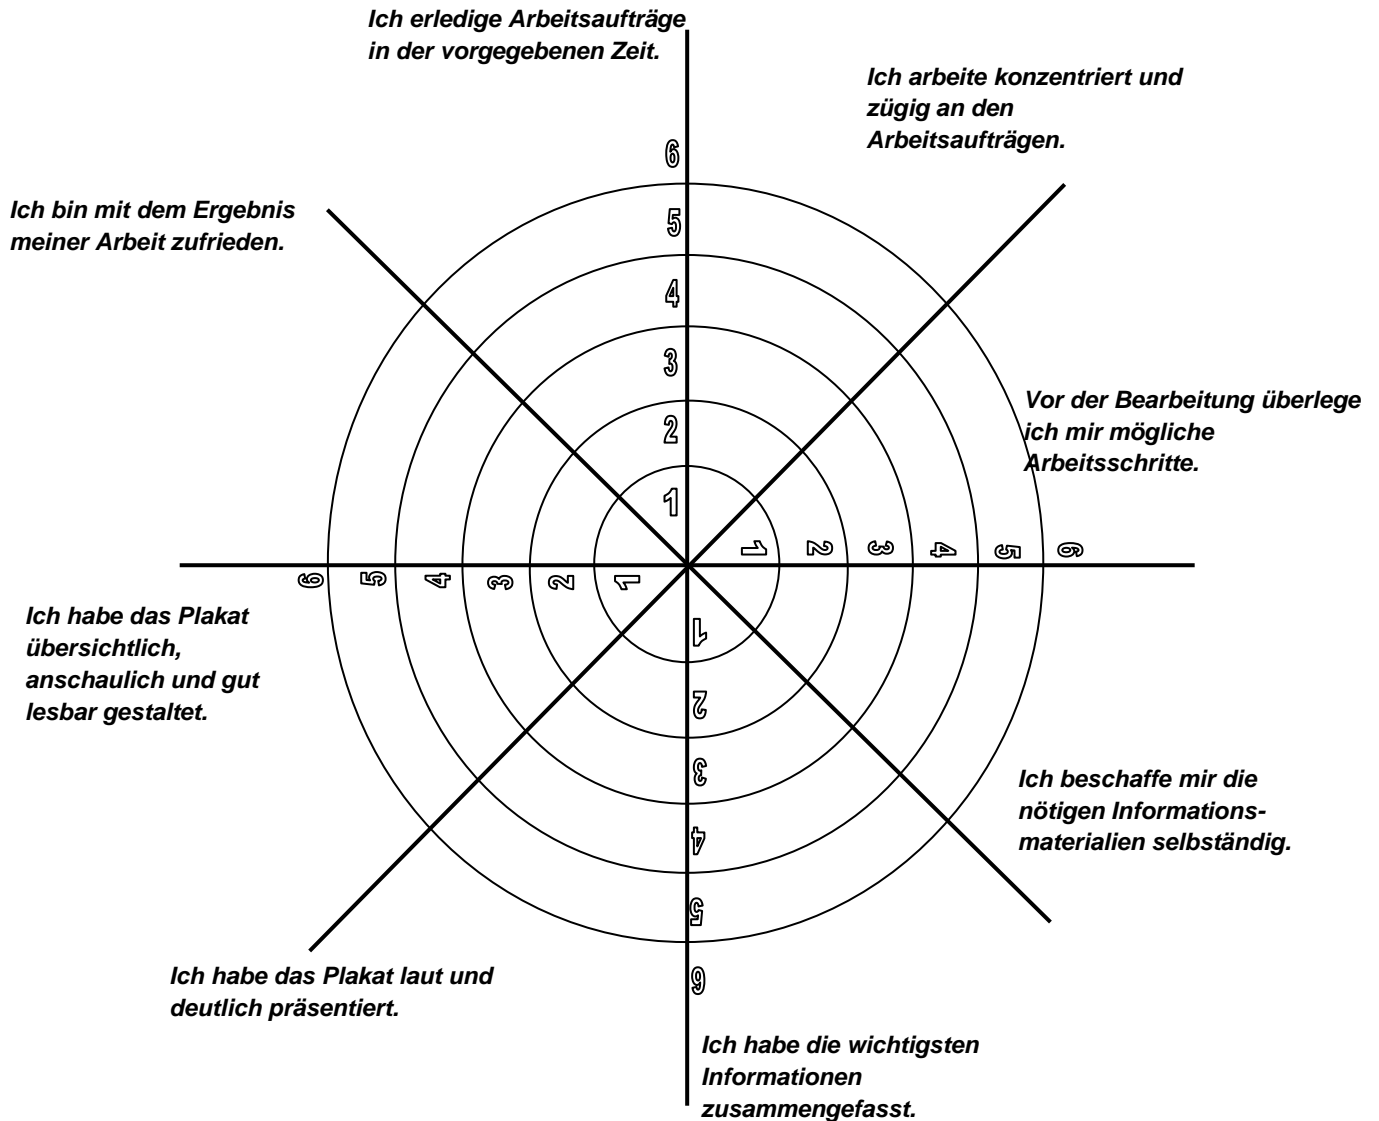 Ich erledige Arbeitsaufträge
in der vorgegebenen Zeit.
Ich arbeite konzentriert und
zügig an den
Arbeitsaufträgen.
Ich bin mit dem Ergebnis
meiner Arbeit zufrieden.
6
5
4
3
2
1
Vor der Bearbeitung überlege
ich mir mögliche
Arbeitsschritte.
1 2 3 4 5 6
6 5 4 3 2 1
Ich habe das Plakat
übersichtlich,
anschaulich und gut
lesbar gestaltet.
1
2
3
4
5
6
Ich beschaffe mir die
nötigen Informations-
materialien selbständig.
Ich habe das Plakat laut und
deutlich präsentiert.
Ich habe die wichtigsten
Informationen
zusammengefasst.